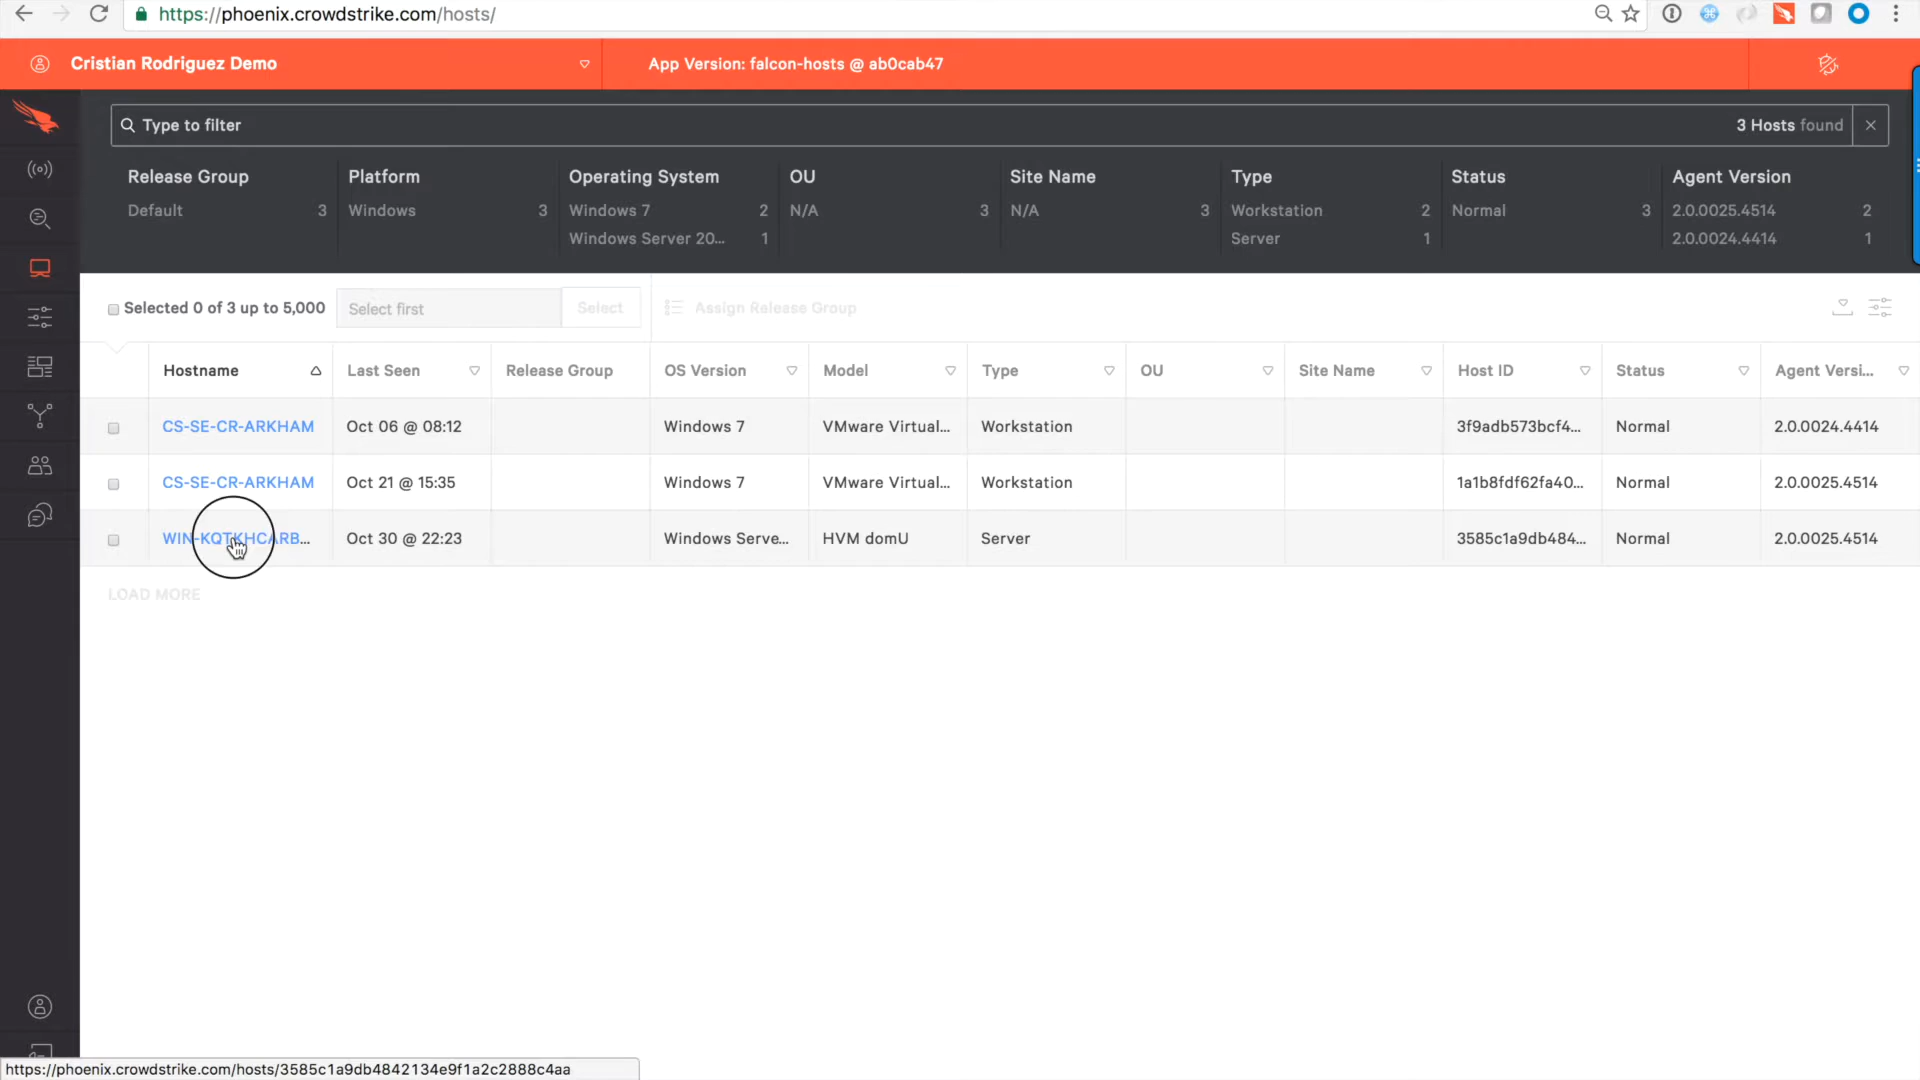 https://phoenix.crowdstrike.com/hosts/
Cristian Rodriguez Demo
App Version: falcon-hosts @ ab0cab47
Type to filter
3 Hosts found
Release Group Platform Operating System OU Site Name Type Status Agent Version
Default 3 Windows 3 Windows 7 2 N/A 3 N/A 3 Workstation 2 Normal 3 2.0.0025.4514 2
Windows Server 20... 1 Server 1 2.0.0024.4414 1
Selected 0 of 3 up to 5,000 Select first Select Assign Release Group
Hostname Last Seen Release Group OS Version Model Type OU Site Name Host ID Status Agent Versi...
CS-SE-CR-ARKHAM Oct 06 @ 08:12 Windows 7 VMware Virtual... Workstation 3f9adb573bcf4... Normal 2.0.0024.4414
CS-SE-CR-ARKHAM Oct 21 @ 15:35 Windows 7 VMware Virtual... Workstation 1a1b8fdf62fa40... Normal 2.0.0025.4514
WIN-KQTKHCARB... Oct 30 @ 22:23 Windows Serve... HVM domU Server 3585c1a9db484... Normal 2.0.0025.4514
LOAD MORE
https://phoenix.crowdstrike.com/hosts/3585c1a9db4842134e9f1a2c2888c4aa